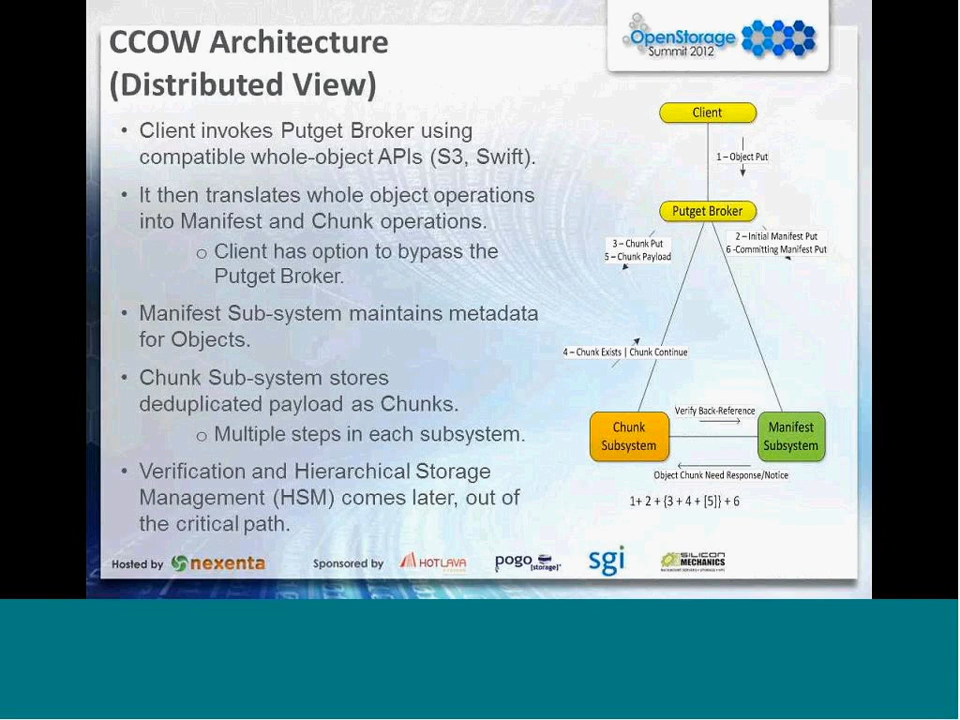 CCOW Architecture
(Distributed View)
OpenStorage
Summit 2012
• Client invokes Putget Broker using
compatible whole-object APIs (S3, Swift).
• It then translates whole object operations
into Manifest and Chunk operations.
o Client has option to bypass the
Putget Broker.
• Manifest Sub-system maintains metadata
for Objects.
• Chunk Sub-system stores
deduplicated payload as Chunks.
o Multiple steps in each subsystem.
• Verification and Hierarchical Storage
Management (HSM) comes later, out of
the critical path.
Client
1 – Object Put
Putget Broker
3 – Chunk Put
5 – Chunk Payload
2 – Initial Manifest Put
6 -Committing Manifest Put
4 – Chunk Exists | Chunk Continue
Chunk
Subsystem
Verify Back-Reference
Manifest
Subsystem
Object Chunk Need Response/Notice
1+ 2 + {3 + 4 + [5]} + 6
Hosted by nexenta
Sponsored by HOTLAVA
pogo (storage)
sgi
SILICON
MECHANICS